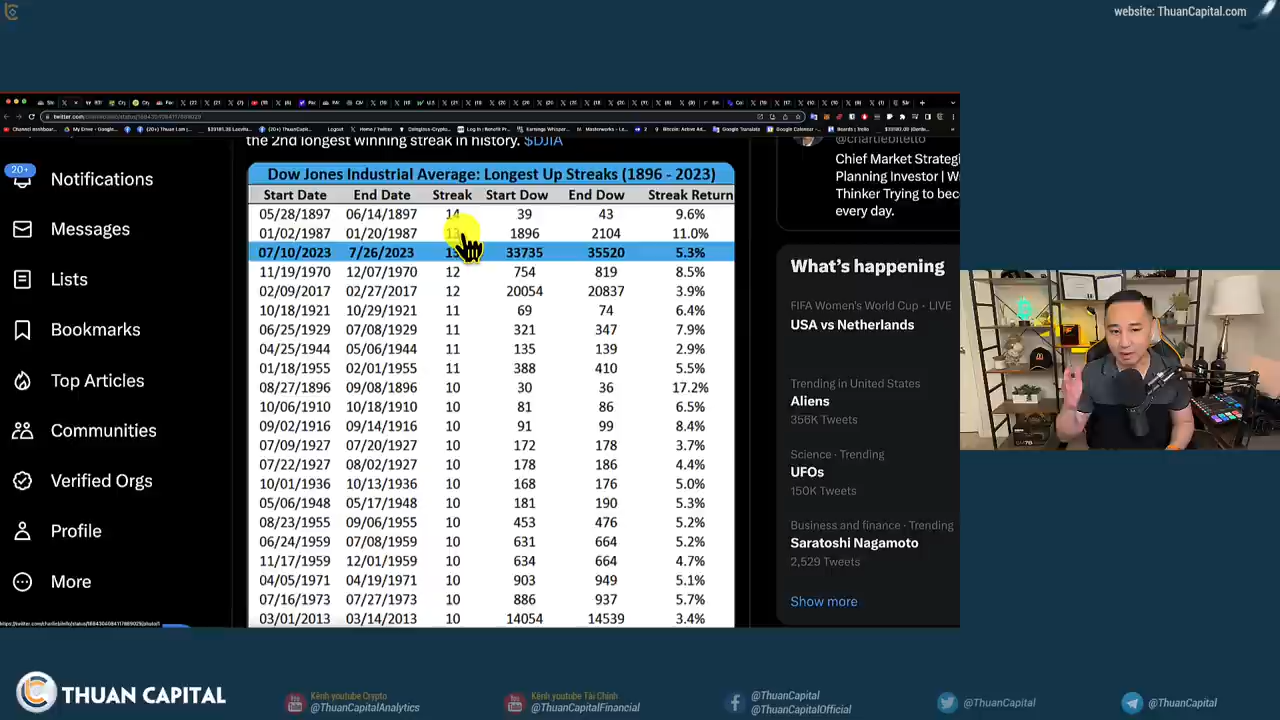 website: ThuanCapital.com
the 2nd longest winning streak in history. $DJIA
20+
Notifications
Messages
Lists
Bookmarks
Top Articles
Communities
Verified Orgs
Profile
More
Dow Jones Industrial Average: Longest Up Streaks (1896 - 2023)
Start Date End Date Streak Start Dow End Dow Streak Return
05/28/1897 06/14/1897 14 39 43 9.6%
01/02/1987 01/20/1987 13 1896 2104 11.0%
07/10/2023 7/26/2023 13 33735 35520 5.3%
11/19/1970 12/07/1970 12 754 819 8.5%
02/09/2017 02/27/2017 12 20054 20837 3.9%
10/18/1921 10/29/1921 11 69 74 6.4%
06/25/1929 07/08/1929 11 321 347 7.9%
04/25/1944 05/06/1944 11 135 139 2.9%
01/18/1955 02/01/1955 11 388 410 5.5%
08/27/1896 09/08/1896 10 30 36 17.2%
10/06/1910 10/18/1910 10 81 86 6.5%
09/02/1916 09/14/1916 10 91 99 8.4%
07/09/1927 07/20/1927 10 172 178 3.7%
07/22/1927 08/02/1927 10 178 186 4.4%
10/01/1936 10/13/1936 10 168 176 5.0%
05/06/1948 05/17/1948 10 181 190 5.3%
08/23/1955 09/06/1955 10 453 476 5.2%
06/24/1959 07/08/1959 10 631 664 5.2%
11/17/1959 12/01/1959 10 634 664 4.7%
04/05/1971 04/19/1971 10 903 949 5.1%
07/16/1973 07/27/1973 10 886 937 5.7%
03/01/2013 03/14/2013 10 14054 14539 3.4%
@charliebilello
Chief Market Strategi
Planning Investor | W
Thinker Trying to bec
every day.
What's happening
FIFA Women's World Cup · LIVE
USA vs Netherlands
Trending in United States
Aliens
356K Tweets
Science · Trending
UFOs
150K Tweets
Business and finance · Trending
Saratoshi Nagamoto
2,529 Tweets
Show more
THUAN CAPITAL
Kênh youtube Crypto
@ThuanCapitalAnalytics
Kênh youtube Tài Chính
@ThuanCapitalFinancial
@ThuanCapital
@ThuanCapitalOfficial
@ThuanCapital
@ThuanCapital